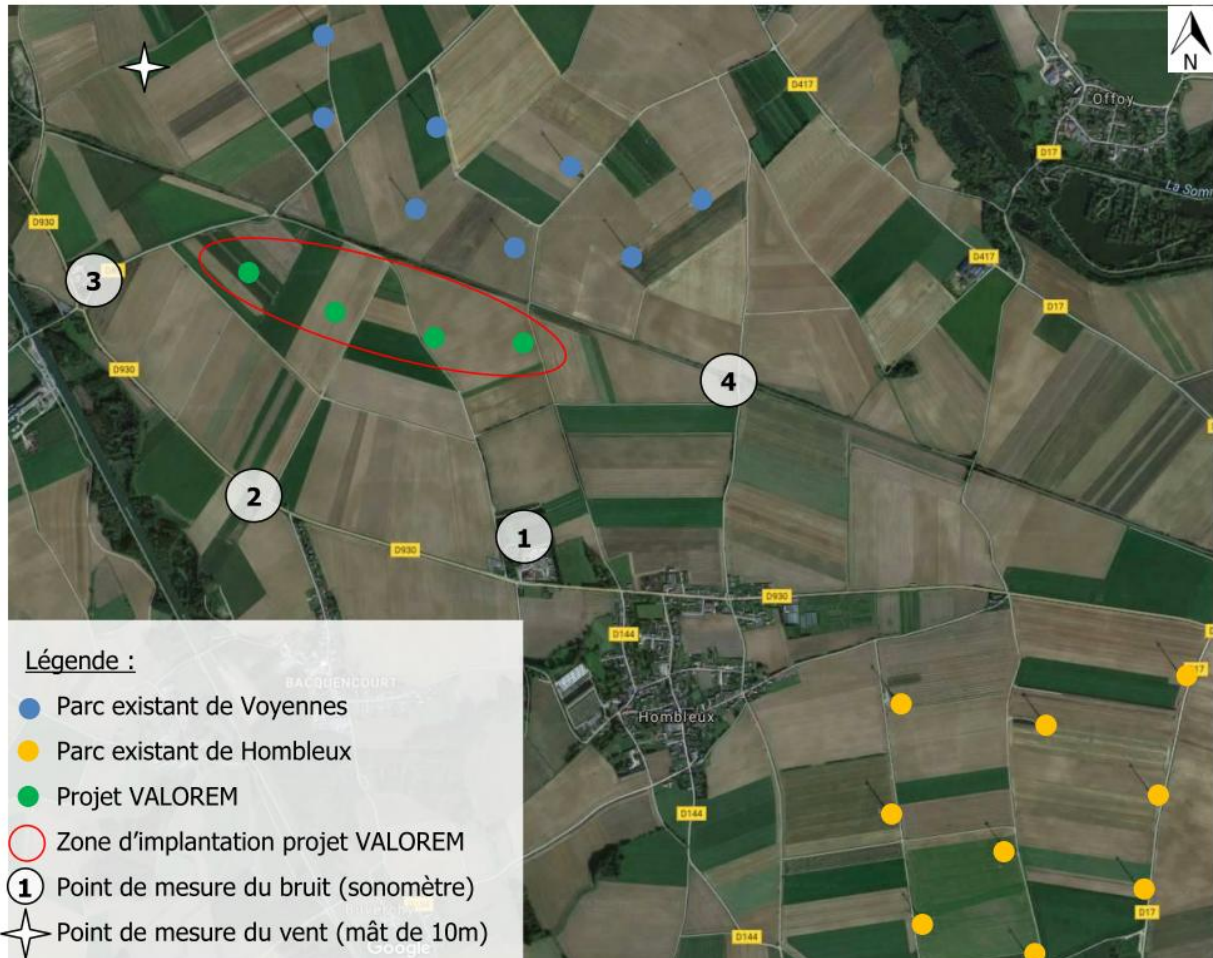 N
D417
Offoy
D17
La Som
D930
D417
3
D17
D930
4
2
1
D930
D930
D144
Légende :
BACQUENCOURT
Parc existant de Voyennes
Hombleux
Parc existant de Hombleux
Projet VALOREM
D144
Zone d'implantation projet VALOREM
1 Point de mesure du bruit (sonomètre)
D17
Point de mesure du vent (mât de 10m)
D144
Google